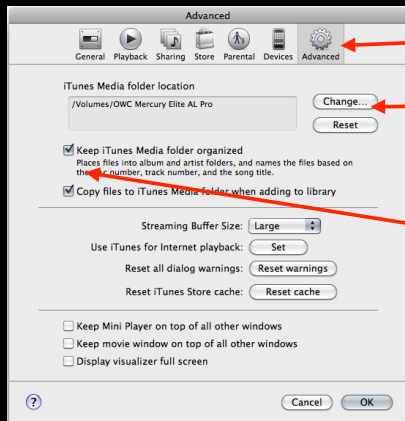 Advanced
General Playback Sharing Store Parental Devices Advanced
iTunes Media folder location
/Volumes/OWC Mercury Elite AL Pro
Change...
Reset
Keep iTunes Media folder organized
Places files into album and artist folders, and names the files based on
the disc number, track number, and the song title.
Copy files to iTunes Media folder when adding to library
Streaming Buffer Size: Large
Use iTunes for Internet playback: Set
Reset all dialog warnings: Reset warnings
Reset iTunes Store cache: Reset cache
Keep Mini Player on top of all other windows
Keep movie window on top of all other windows
Display visualizer full screen
? Cancel OK